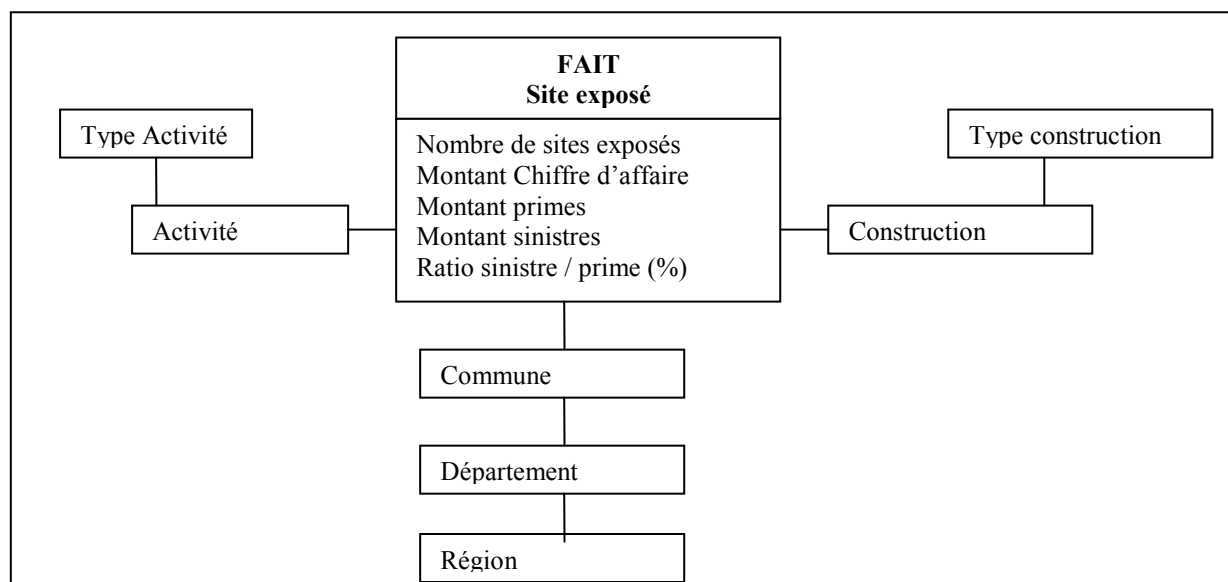 FAIT
Site exposé
Type Activité
Type construction
Nombre de sites exposés
Montant Chiffre d'affaire
Montant primes
Montant sinistres
Ratio sinistre / prime (%)
Activité
Construction
Commune
Département
Région